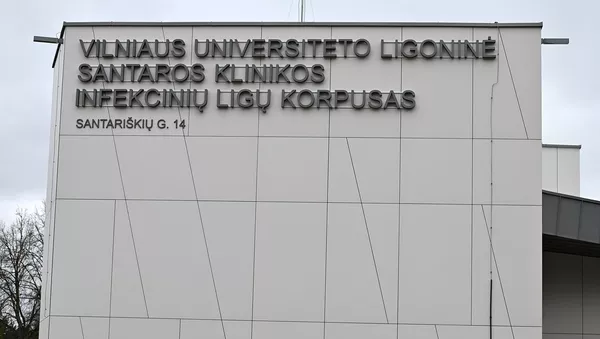 VILNIAUS UNIVERSITETO LIGONINĖ
SANTAROS KLINIKOS
INFEKCINIŲ LIGŲ KORPUSAS
SANTARIŠKIŲ G. 14